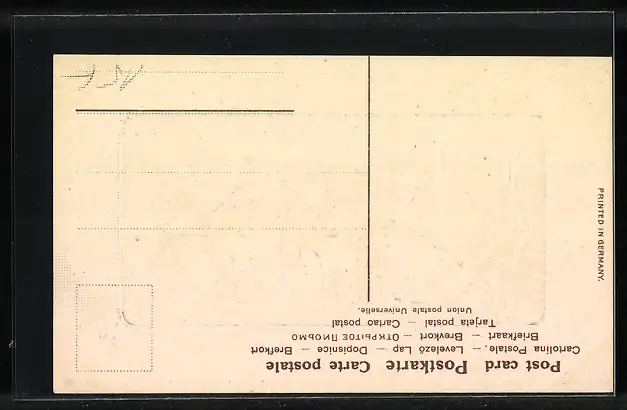 Post card Postkarte Carte postale
Cartolina Postale. — Levelező Lap — Dopisnice — Brefkort
Briefkaart — Brevkort — ОТКРЫТОЕ ПИСЬМО
Tarjeta postal — Cartao postal
Union postale Universelle.
PRINTED IN GERMANY.